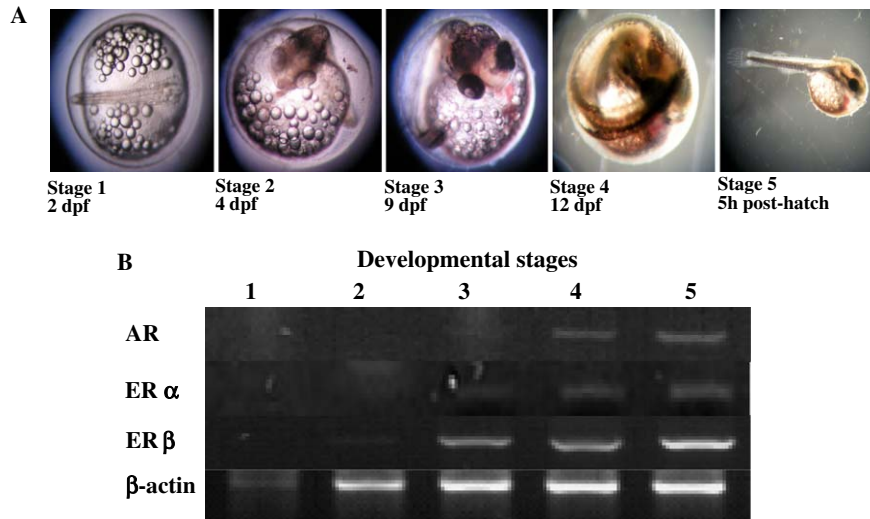 A
Stage 1
2 dpf
Stage 2
4 dpf
Stage 3
9 dpf
Stage 4
12 dpf
Stage 5
5h post-hatch
B
Developmental stages
1 2 3 4 5
AR
ER α
ER β
β-actin